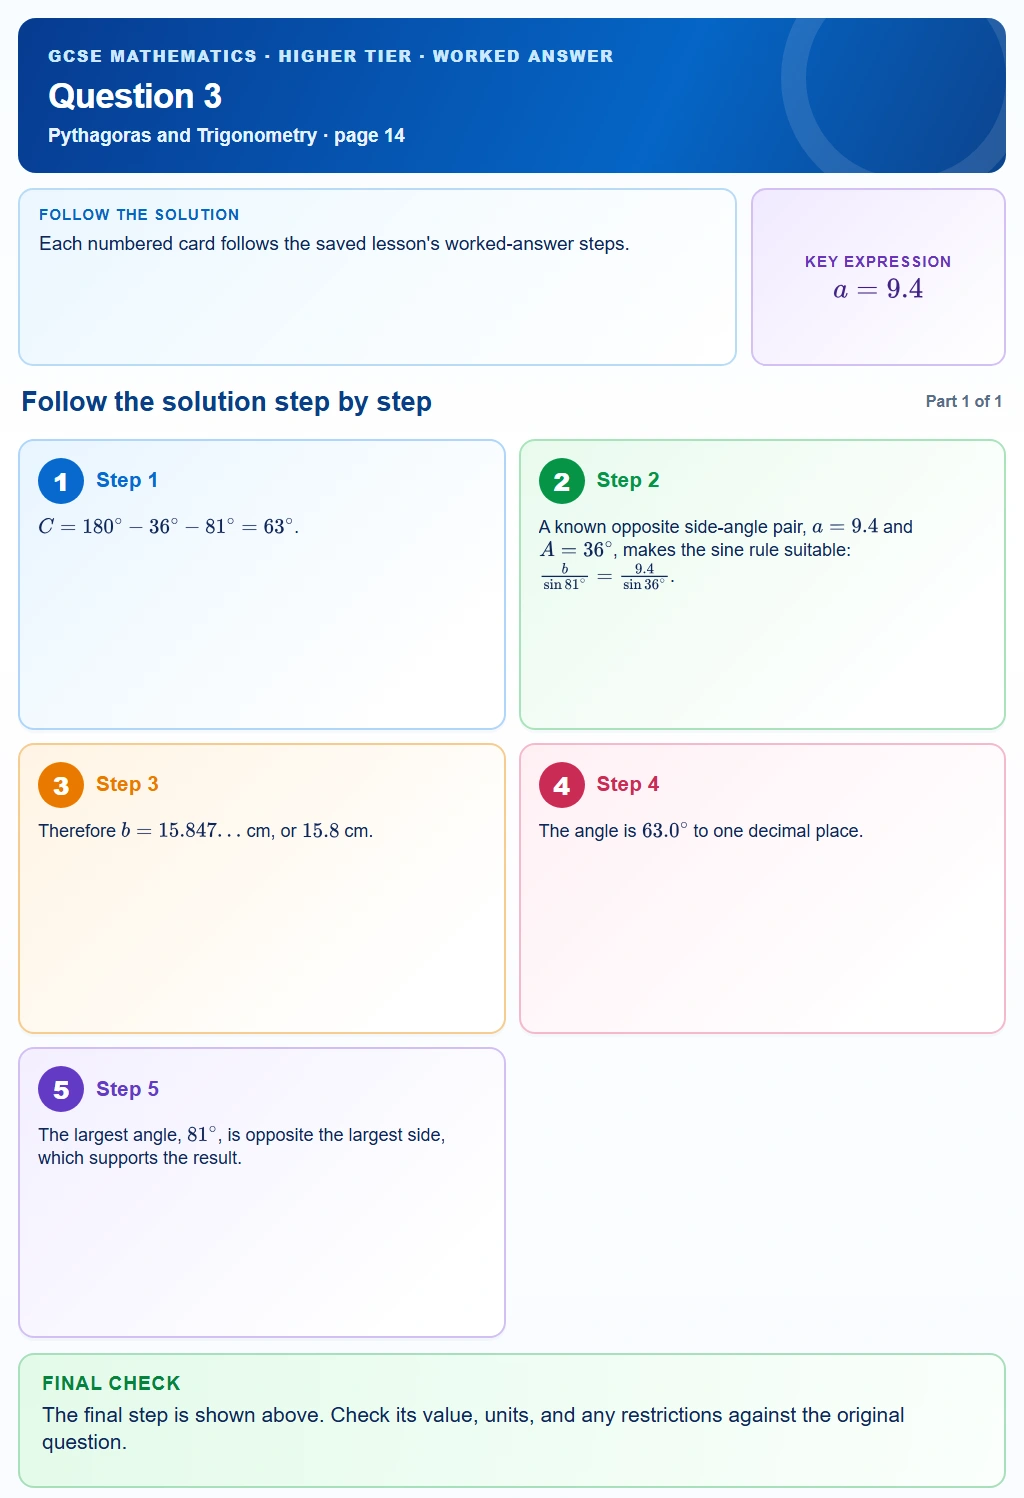 GCSE MATHEMATICS · HIGHER TIER · WORKED ANSWER
Question 3
Pythagoras and Trigonometry · page 14
FOLLOW THE SOLUTION
Each numbered card follows the saved lesson's worked-answer steps.
KEY EXPRESSION
a = 9.4
Follow the solution step by step
Part 1 of 1
1 Step 1
C = 180° − 36° − 81° = 63°.
2 Step 2
A known opposite side-angle pair, a = 9.4 and
A = 36°, makes the sine rule suitable:
b/sin 81° = 9.4/sin 36°.
3 Step 3
Therefore b = 15.847... cm, or 15.8 cm.
4 Step 4
The angle is 63.0° to one decimal place.
5 Step 5
The largest angle, 81°, is opposite the largest side,
which supports the result.
FINAL CHECK
The final step is shown above. Check its value, units, and any restrictions against the original
question.